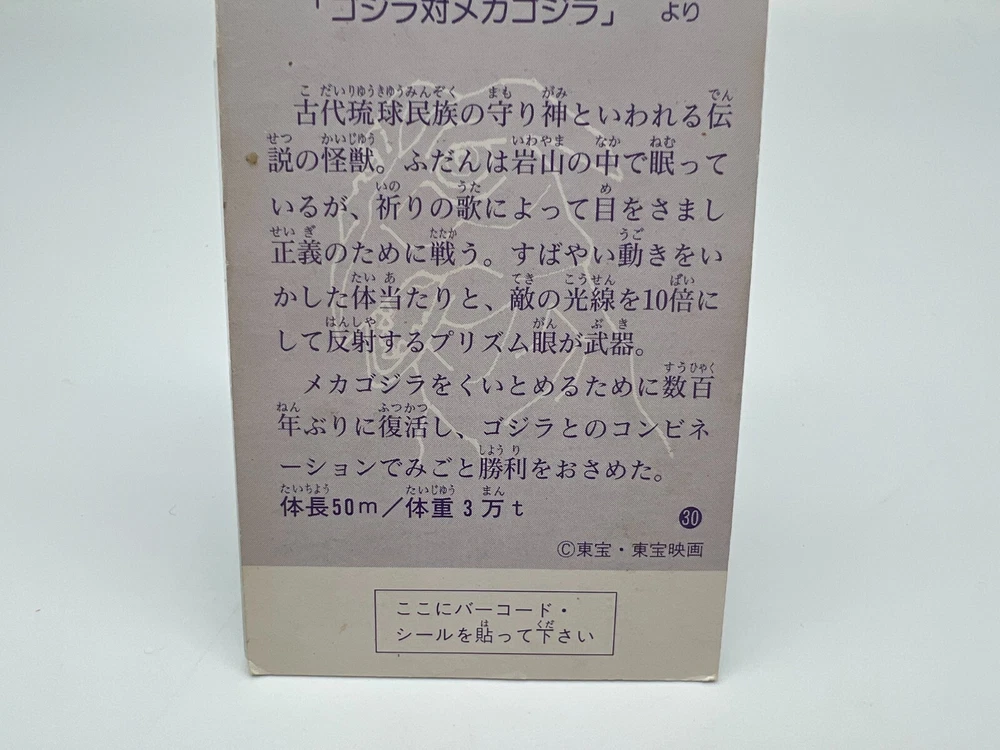 「ゴジラ対メカゴジラ」 より
古代琉球民族の守り神といわれる伝
説の怪獣。ふだんは岩山の中で眠って
いるが、祈りの歌によって目をさまし
正義のために戦う。すばやい動きをい
かした体当たりと、敵の光線を10倍に
して反射するプリズム眼が武器。
メカゴジラをくいとめるために数百
年ぶりに復活し、ゴジラとのコンビネ
ーションでみごと勝利をおさめた。
体長50m／体重3万t
30
©東宝・東宝映画
ここにバーコード・
シールを貼って下さい